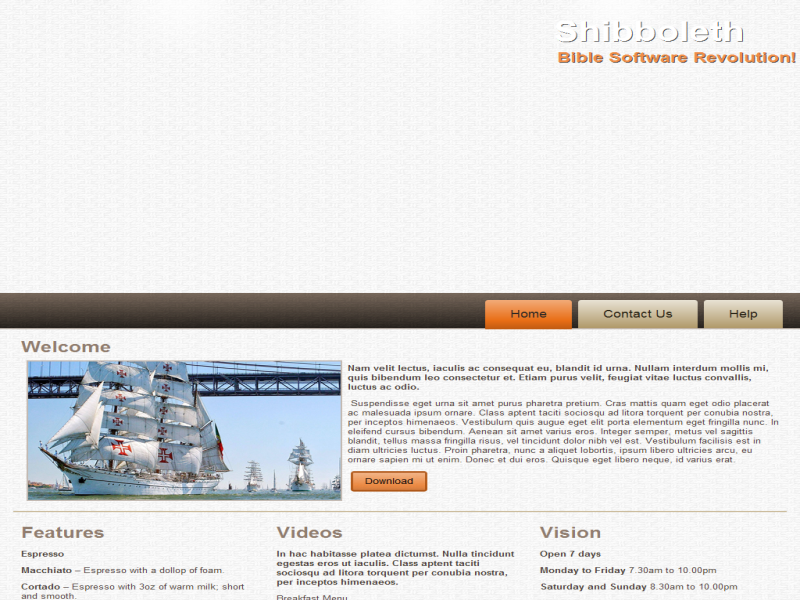 Shibboleth
Bible Software Revolution!
Home
Contact Us
Help
Welcome
Nam velit lectus, iaculis ac consequat eu, blandit id urna. Nullam interdum mollis mi,
quis bibendum leo consectetur et. Etiam purus velit, feugiat vitae luctus convallis,
luctus ac odio.
Suspendisse eget urna sit amet purus pharetra pretium. Cras mattis quam eget odio placerat
ac malesuada ipsum ornare. Class aptent taciti sociosqu ad litora torquent per conubia nostra,
per inceptos himenaeos. Vestibulum quis augue eget elit porta elementum eget fringilla nunc. In
eleifend cursus bibendum. Aenean sit amet varius eros. Integer semper, metus vel sagittis
blandit, tellus massa fringilla risus, vel tincidunt dolor nibh vel est. Vestibulum facilisis est in
diam ultricies luctus. Proin pharetra, nunc a aliquet lobortis, ipsum libero ultricies arcu, eu
ornare sapien mi ut enim. Donec et dui eros. Quisque eget libero neque, id varius erat.
Download
Features
Espresso
Macchiato – Espresso with a dollop of foam.
Cortado – Espresso with 3oz of warm milk; short
and smooth.
Videos
In hac habitasse platea dictumst. Nulla tincidunt
egestas eros ut iaculis. Class aptent taciti
sociosqu ad litora torquent per conubia nostra,
per inceptos himenaeos.
Breakfast Menu
Vision
Open 7 days
Monday to Friday 7.30am to 10.00pm
Saturday and Sunday 8.30am to 10.00pm